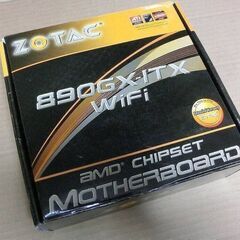 ZOTAC
890GX-ITX
WiFi
AMD® CHIPSET
MOTHERBOARD